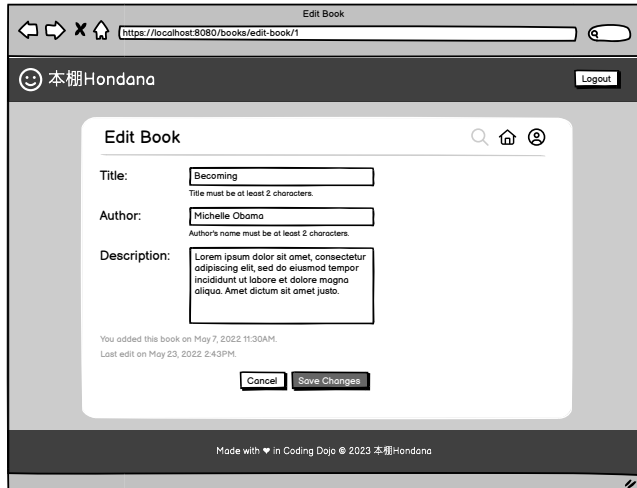 Edit Book
https://localhost:8080/books/edit-book/1
本棚Hondana
Logout
Edit Book
Title:
Becoming
Title must be at least 2 characters.
Author:
Michelle Obama
Author's name must be at least 2 characters.
Description:
Lorem ipsum dolor sit amet, consectetur
adipiscing elit, sed do eiusmod tempor
incididunt ut labore et dolore magna
aliqua. Amet dictum sit amet justo.
You added this book on May 7, 2022 11:30AM.
Last edit on May 23, 2022 2:43PM.
Cancel
Save Changes
Made with ❤ in Coding Dojo © 2023 本棚Hondana